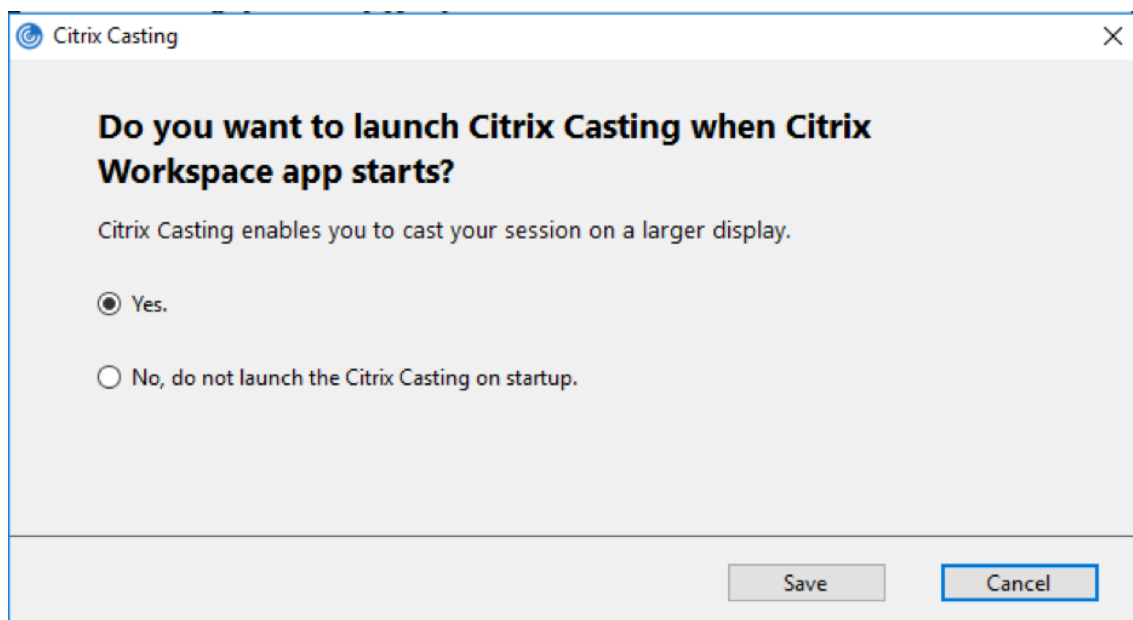 Citrix Casting
Do you want to launch Citrix Casting when Citrix
Workspace app starts?
Citrix Casting enables you to cast your session on a larger display.
Yes.
No, do not launch the Citrix Casting on startup.
Save
Cancel